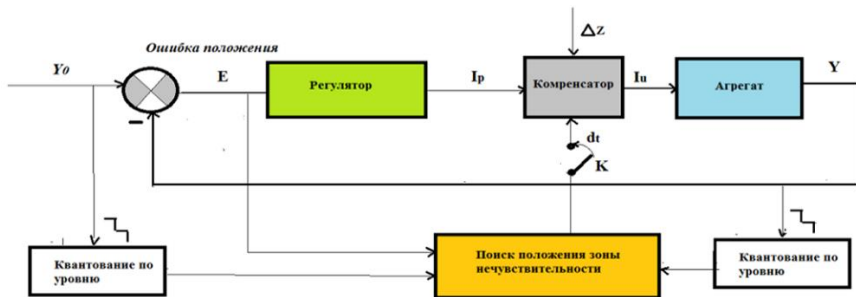 ΔZ
Ошибка положения
Y0
E
Регулятор
Ip
Компенсатор
Iu
Агрегат
Y
dt
K
Квантование по
уровню
Поиск положения зоны
нечувствительности
Квантование по
уровню